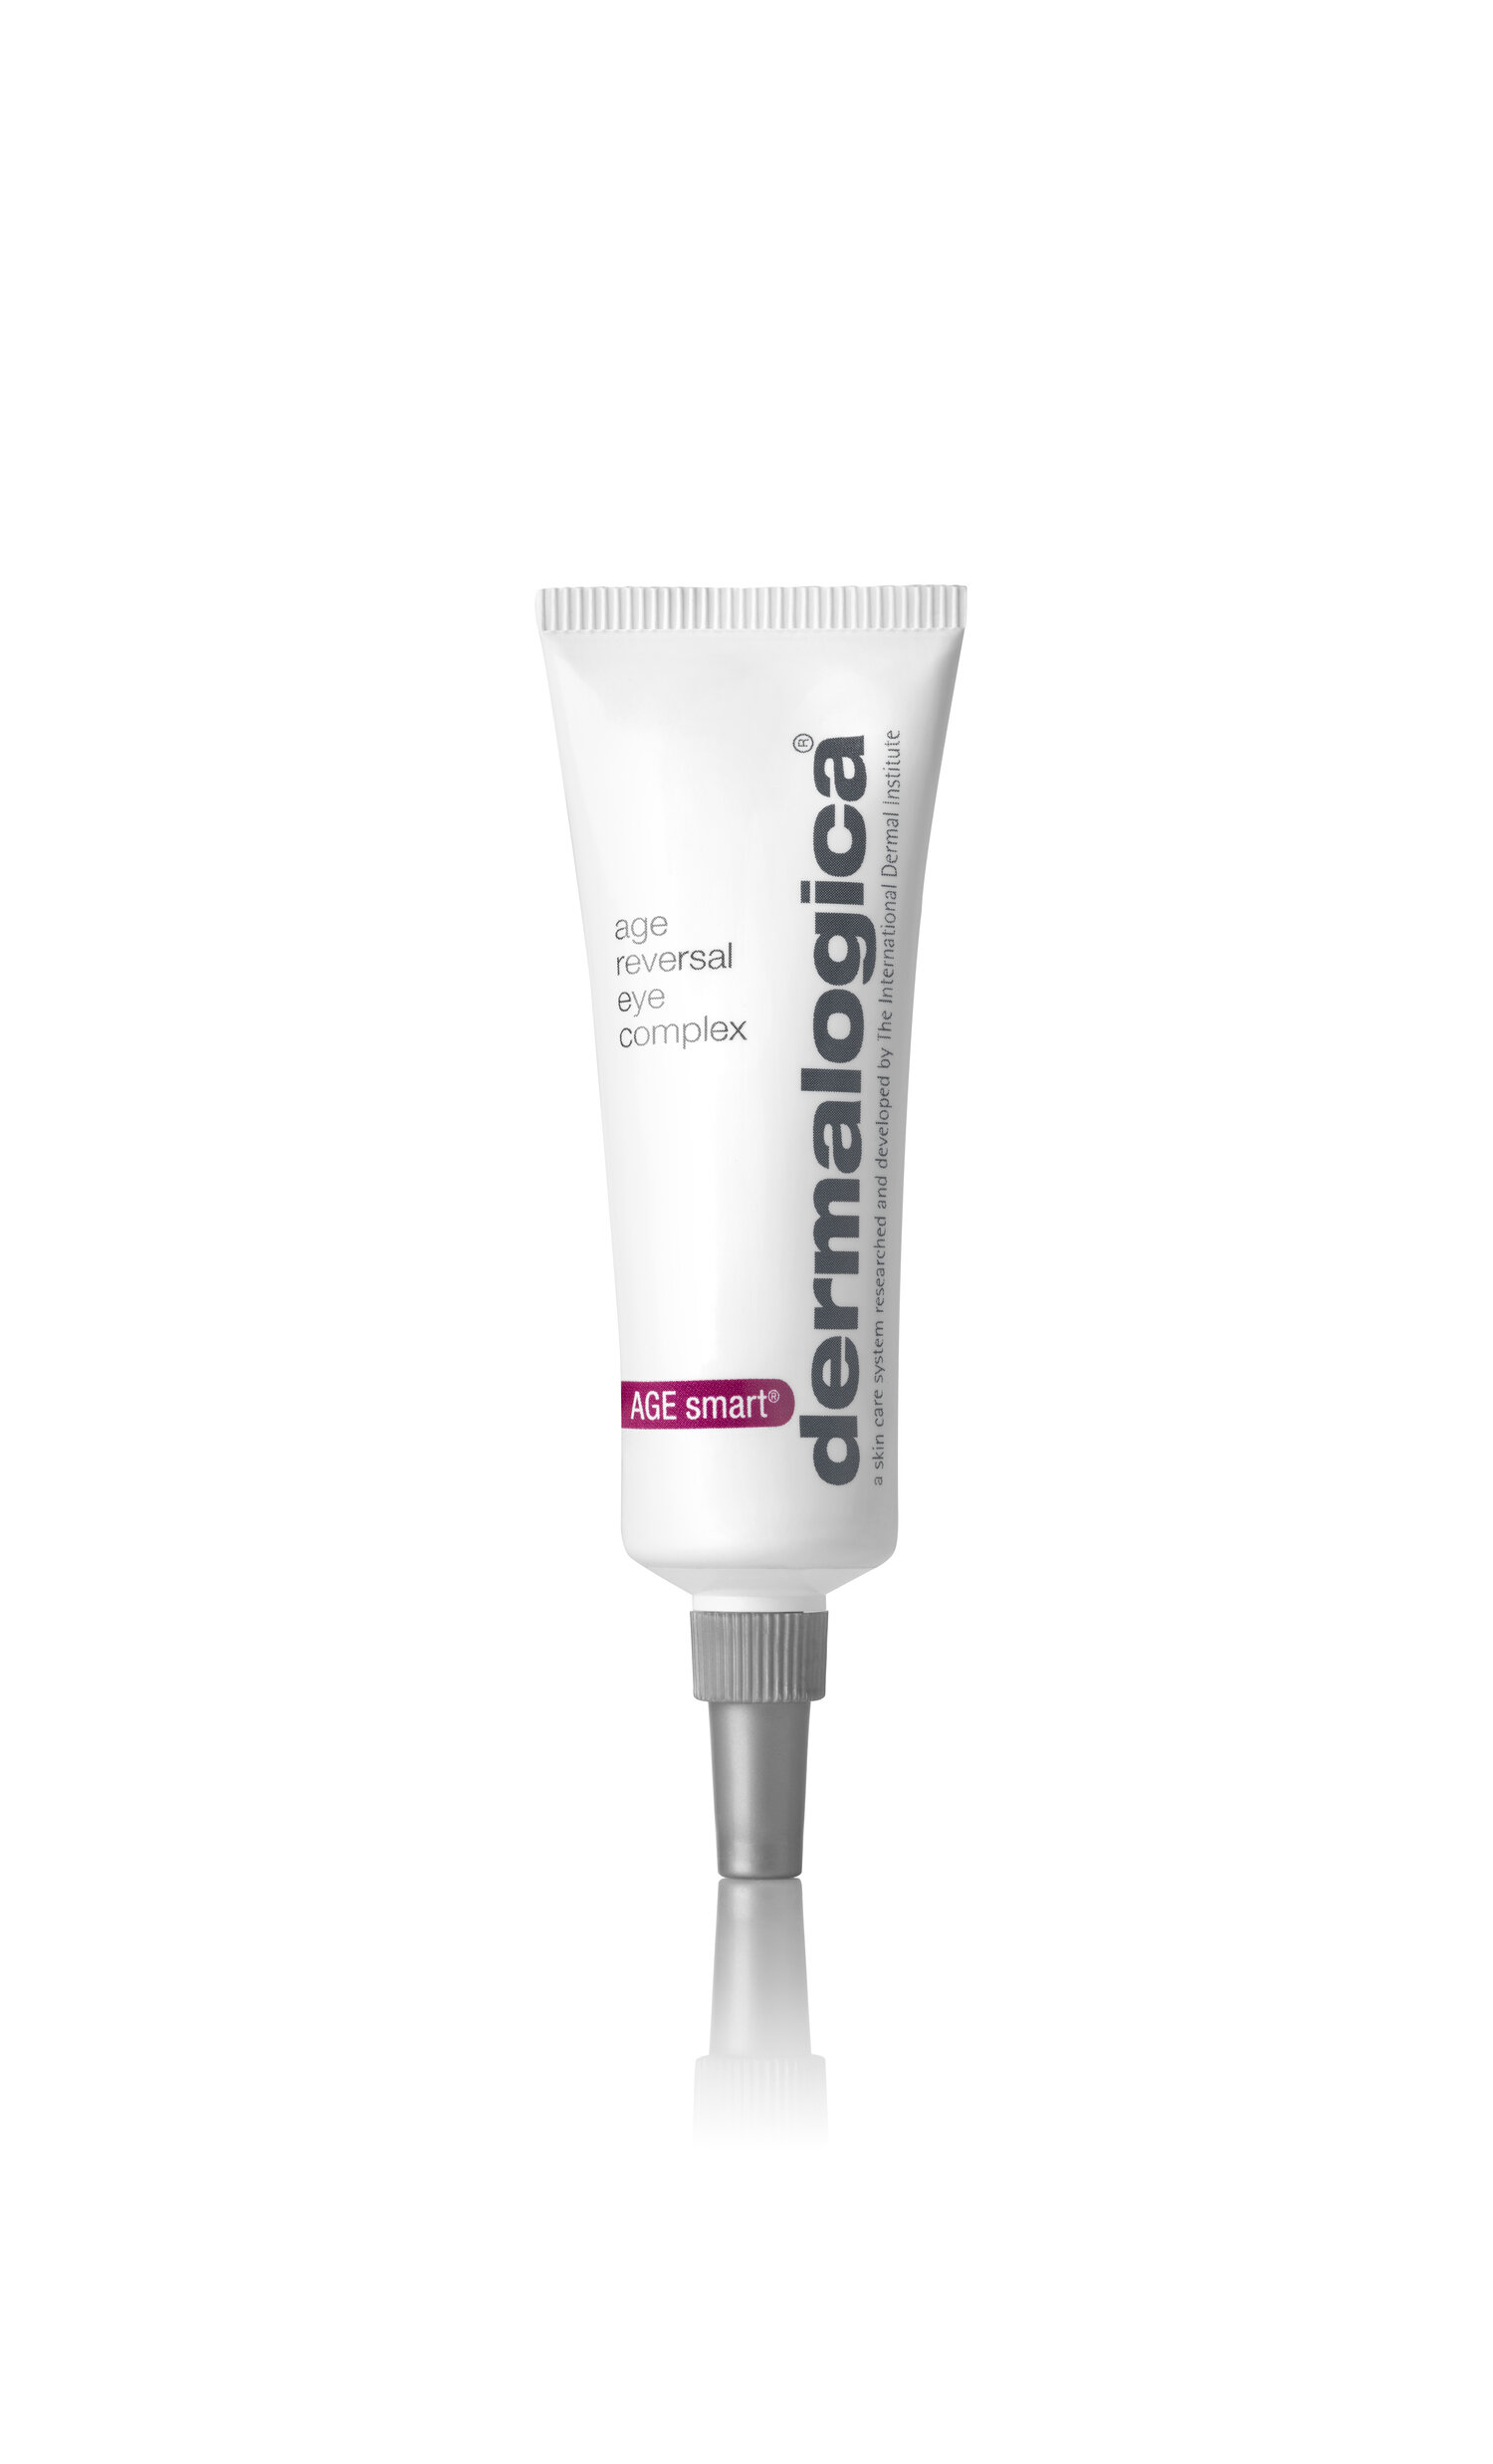 age
reversal
eye
complex
AGE smart®
dermalogica®
a skin care system researched and developed by The International Dermal Institute